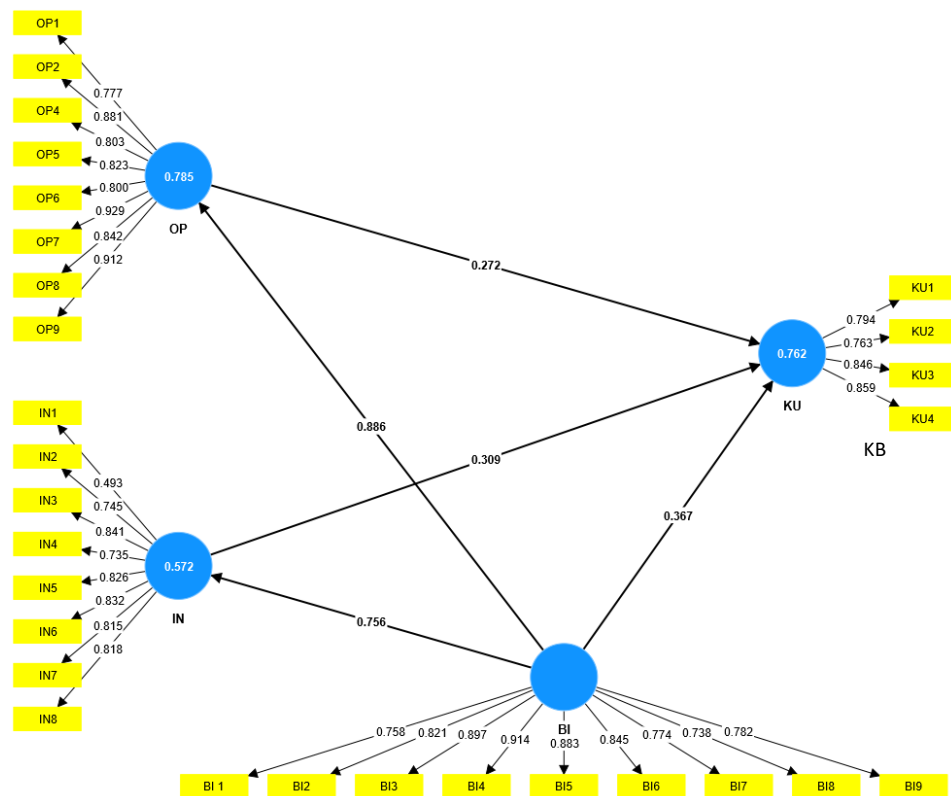 OP1
OP2
OP4
OP5
OP6
OP7
OP8
OP9
0.777
0.881
0.803
0.823
0.800
0.929
0.842
0.912
0.785
OP
0.272
KU1
KU2
KU3
KU4
0.794
0.763
0.846
0.859
0.762
KU
KB
0.886
0.309
0.367
IN1
IN2
IN3
IN4
IN5
IN6
IN7
IN8
0.493
0.745
0.841
0.735
0.826
0.832
0.815
0.818
0.572
IN
0.756
BI
0.758
0.821
0.897
0.914
0.883
0.845
0.774
0.738
0.782
BI 1
BI2
BI3
BI4
BI5
BI6
BI7
BI8
BI9